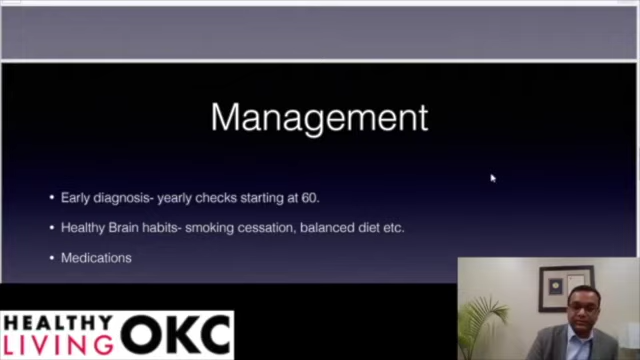 Management
• Early diagnosis- yearly checks starting at 60.
• Healthy Brain habits- smoking cessation, balanced diet etc.
• Medications
HEALTHY
LIVING
OKC